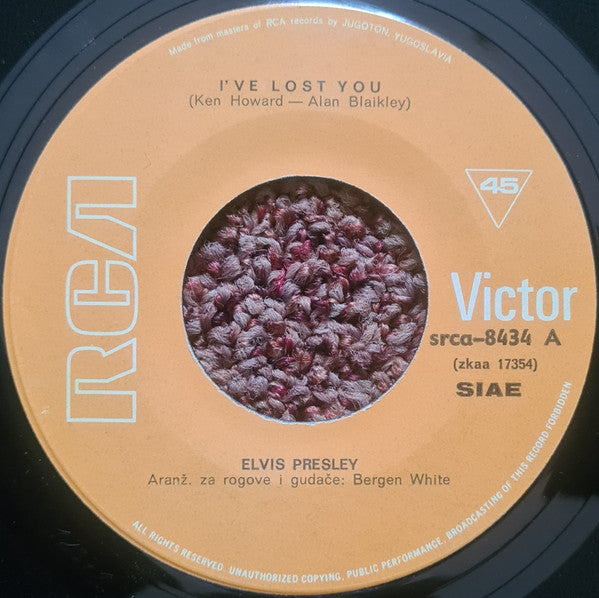 Made from masters of RCA records by JUGOTON, YUGOSLAVIA
I'VE LOST YOU
(Ken Howard — Alan Blaikley)
45
RCA
Victor
srca-8434 A
(zkaa 17354)
SIAE
ELVIS PRESLEY
Aranž. za rogove i gudače: Bergen White
ALL RIGHTS RESERVED. UNAUTHORIZED COPYING, PUBLIC PERFORMANCE, BROADCASTING OF THIS RECORD FORBIDDEN